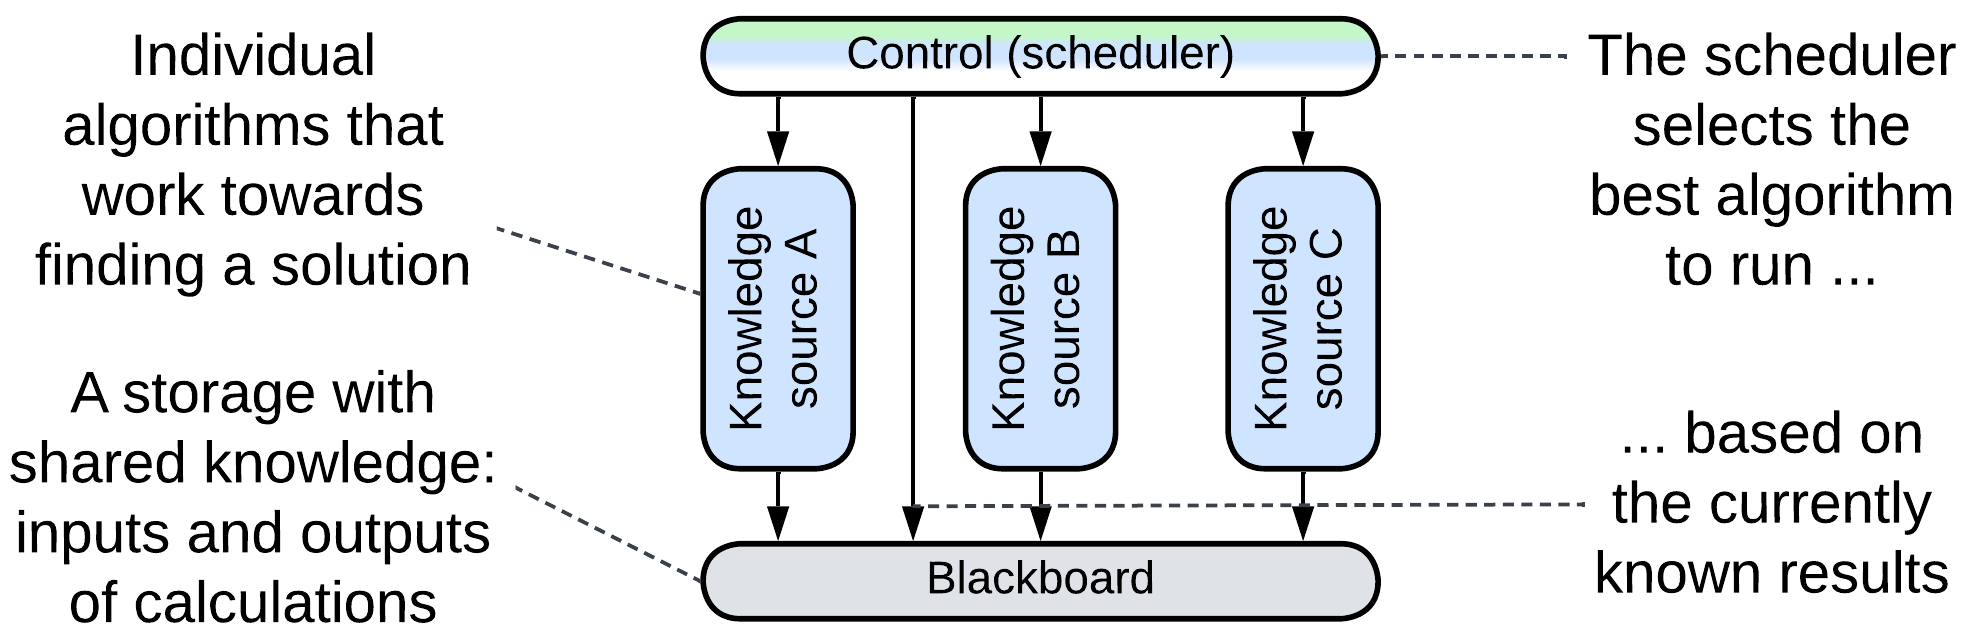 Individual
algorithms that
work towards
finding a solution
A storage with
shared knowledge:
inputs and outputs
of calculations
Control (scheduler)
Knowledge
source A
Knowledge
source B
Knowledge
source C
Blackboard
The scheduler
selects the
best algorithm
to run ...
... based on
the currently
known results